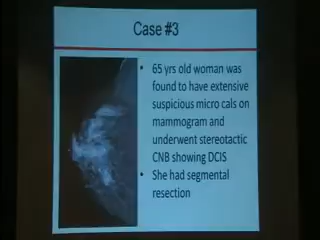 Case #3
• 65 yrs old woman was
found to have extensive
suspicious micro cals on
mammogram and
underwent stereotactic
CNB showing DCIS
• She had segmental
resection